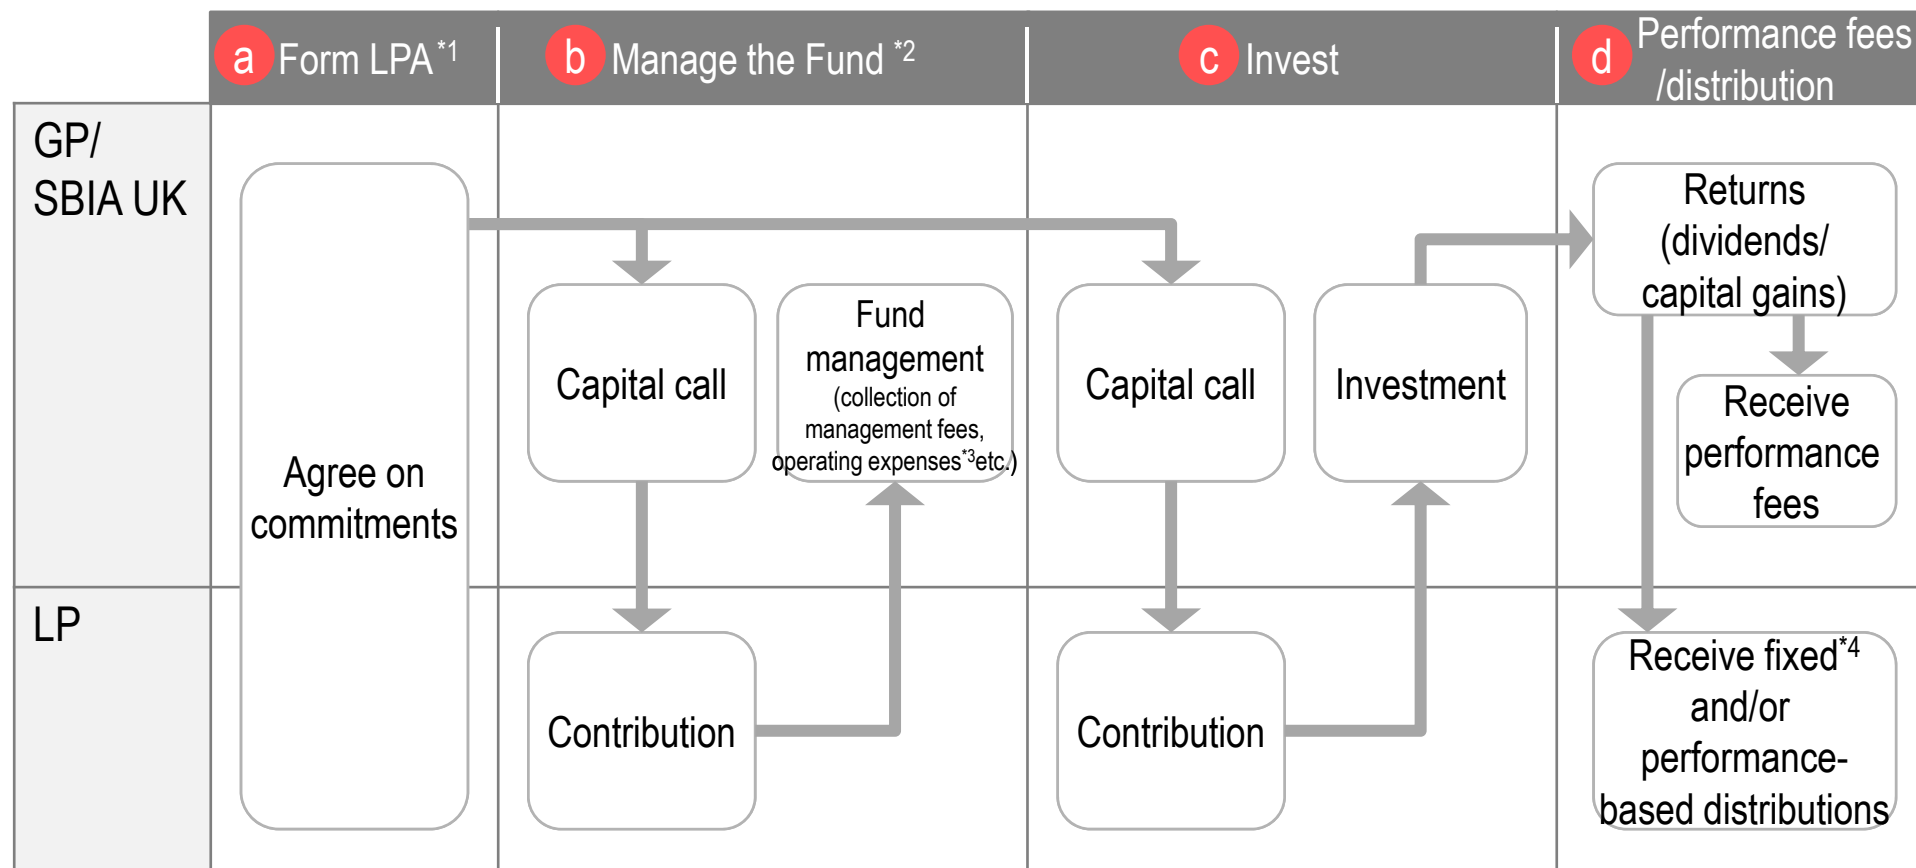 a Form LPA*1
b Manage the Fund *2
c Invest
d Performance fees
/distribution
GP/
SBIA UK
Agree on
commitments
Capital call
Fund
management
(collection of
management fees,
operating expenses*3etc.)
Capital call
Investment
Returns
(dividends/
capital gains)
Receive
performance
fees
LP
Contribution
Contribution
Receive fixed*4
and/or
performance-
based distributions